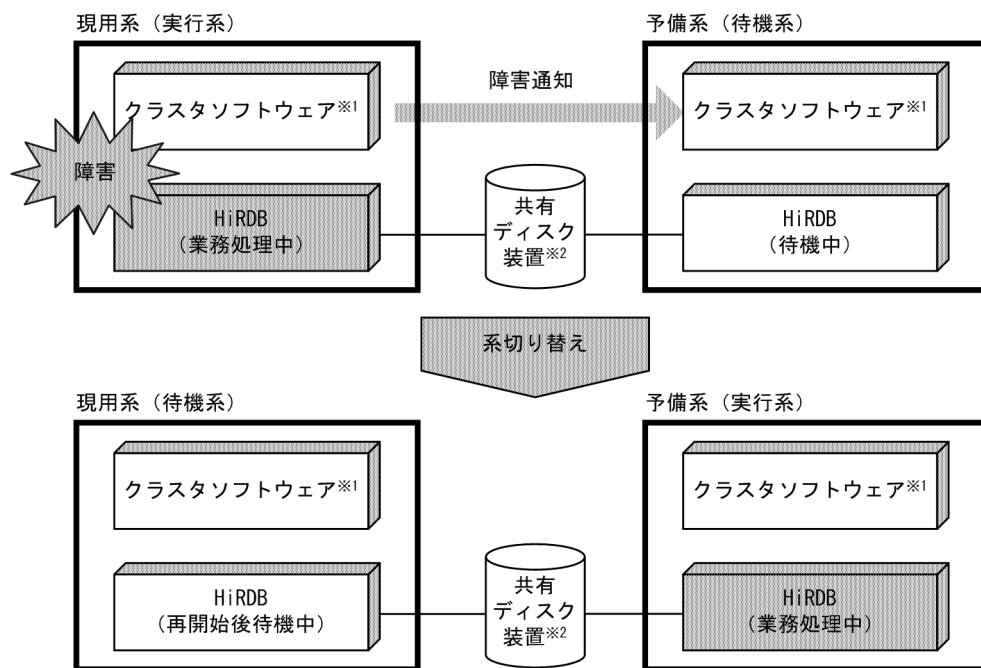 現用系（実行系）
予備系（待機系）
クラスタソフトウェア※1
障害通知
クラスタソフトウェア※1
障害
HiRDB
（業務処理中）
共有
ディスク
装置※2
HiRDB
（待機中）
系切り替え
現用系（待機系）
予備系（実行系）
クラスタソフトウェア※1
クラスタソフトウェア※1
HiRDB
（再開始後待機中）
共有
ディスク
装置※2
HiRDB
（業務処理中）